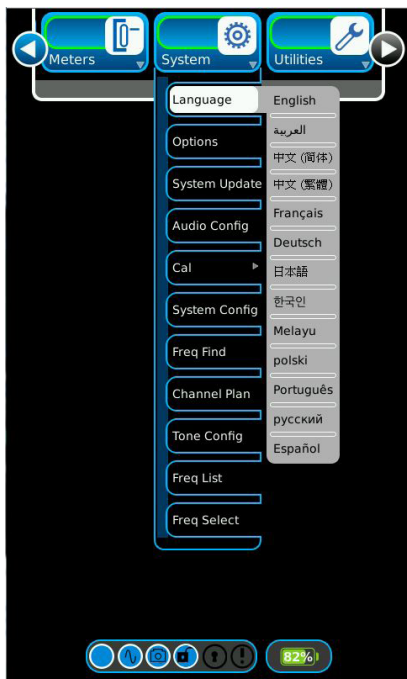 Meters
System
Utilities
Language
Options
System Update
Audio Config
Cal
System Config
Freq Find
Channel Plan
Tone Config
Freq List
Freq Select
English
العربية
中文 (简体)
中文 (繁體)
Français
Deutsch
日本語
한국인
Melayu
polski
Português
русский
Español
82%